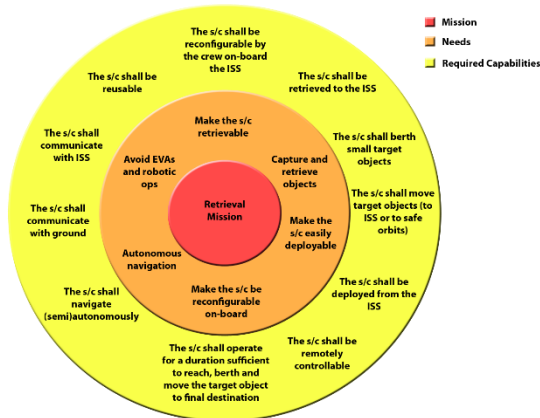 Mission
Needs
Required Capabilities
The s/c shall be
reconfigurable by
the crew on-board
the ISS
The s/c shall be
retrieved to the ISS
The s/c shall berth
small target
objects
The s/c shall move
target objects (to
ISS or to safe
orbits)
The s/c shall be
deployed from the
ISS
The s/c shall be
remotely
controllable
The s/c shall operate
for a duration sufficient
to reach, berth and
move the target object
to final destination
The s/c shall
navigate
(semi)autonomously
The s/c shall
communicate
with ground
The s/c shall
communicate
with ISS
The s/c shall be
reusable
Make the s/c
retrievable
Capture and
retrieve
objects
Make the
s/c easily
deployable
Make the s/c be
reconfigurable
on-board
Autonomous
navigation
Avoid EVAs
and robotic
ops
Retrieval
Mission